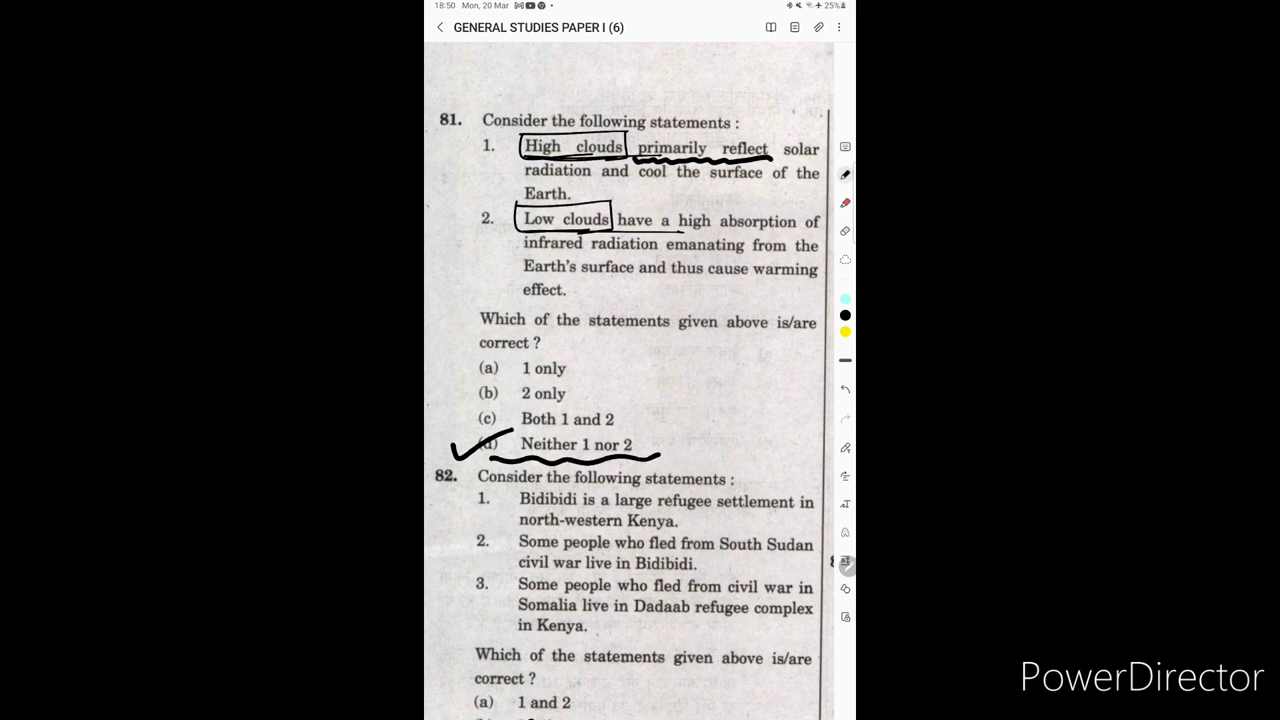 18:50 Mon, 20 Mar
25%
GENERAL STUDIES PAPER I (6)
81. Consider the following statements :
1. High clouds primarily reflect solar
radiation and cool the surface of the
Earth.
2. Low clouds have a high absorption of
infrared radiation emanating from the
Earth's surface and thus cause warming
effect.
Which of the statements given above is/are
correct ?
(a) 1 only
(b) 2 only
(c) Both 1 and 2
(d) Neither 1 nor 2
82. Consider the following statements :
1. Bidibidi is a large refugee settlement in
north-western Kenya.
2. Some people who fled from South Sudan
civil war live in Bidibidi.
3. Some people who fled from civil war in
Somalia live in Dadaab refugee complex
in Kenya.
Which of the statements given above is/are
correct ?
(a) 1 and 2
PowerDirector